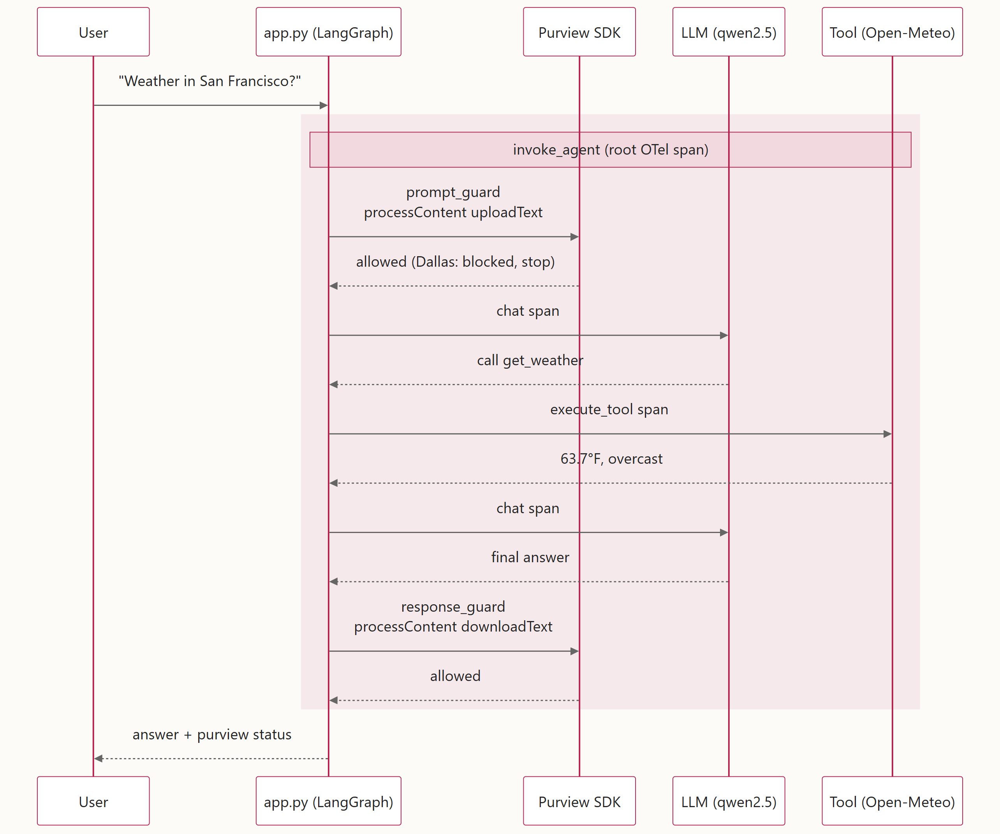 User
app.py (LangGraph)
Purview SDK
LLM (qwen2.5)
Tool (Open-Meteo)
"Weather in San Francisco?"
invoke_agent (root OTel span)
prompt_guard
processContent uploadText
allowed (Dallas: blocked, stop)
chat span
call get_weather
execute_tool span
63.7°F, overcast
chat span
final answer
response_guard
processContent downloadText
allowed
answer + purview status
User
app.py (LangGraph)
Purview SDK
LLM (qwen2.5)
Tool (Open-Meteo)